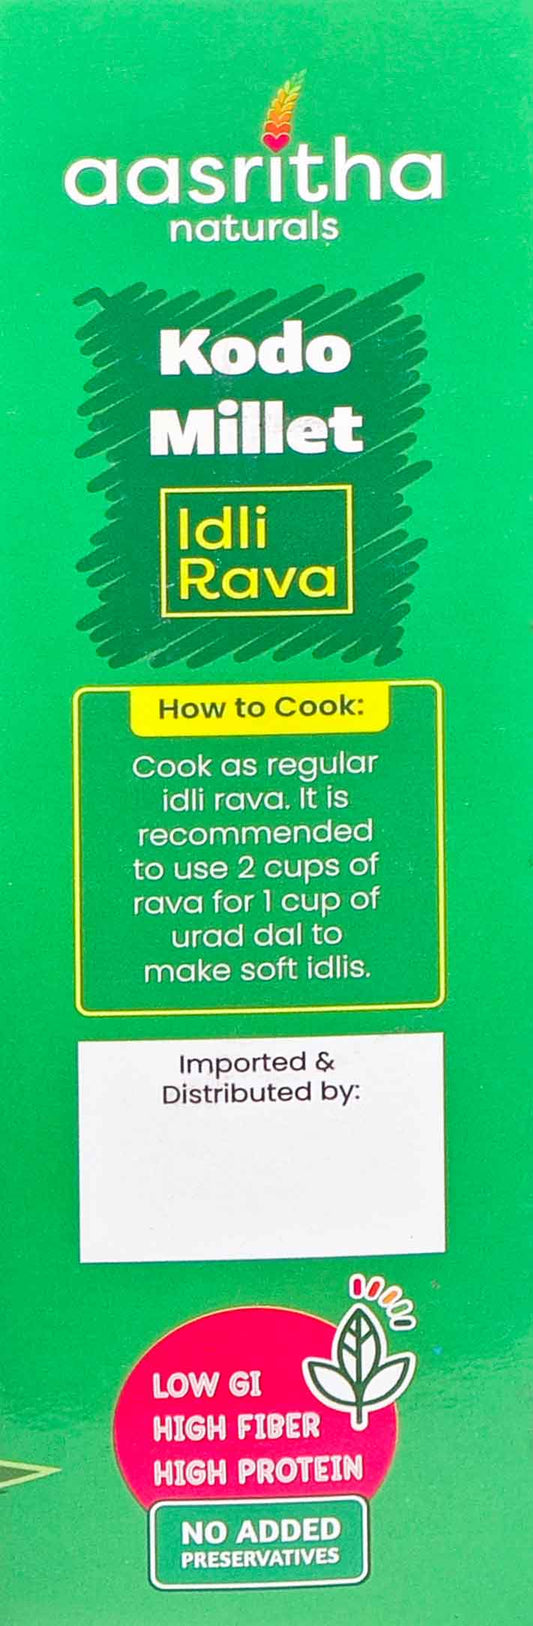 aasritha
naturals
Kodo
Millet
Idli
Rava
How to Cook:
Cook as regular
idli rava. It is
recommended
to use 2 cups of
rava for 1 cup of
urad dal to
make soft idlis.
Imported &
Distributed by:
LOW GI
HIGH FIBER
HIGH PROTEIN
NO ADDED
PRESERVATIVES